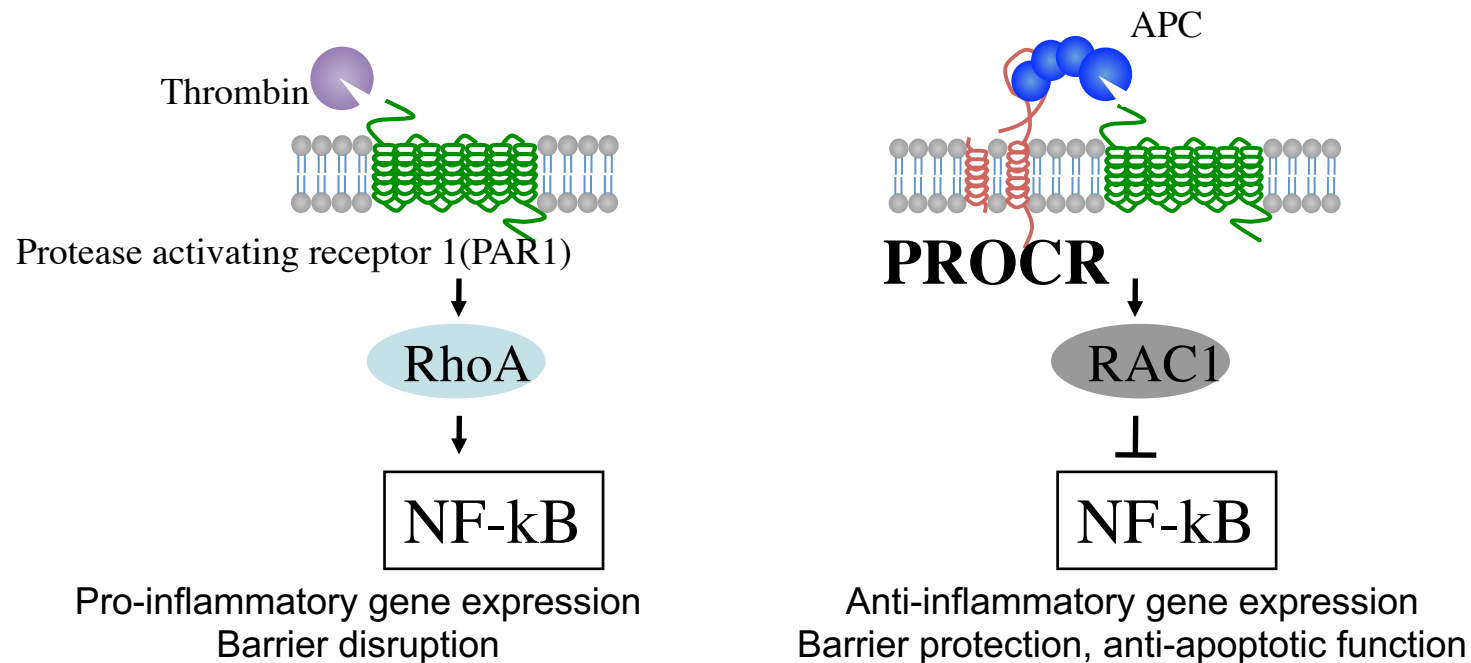 Thrombin
Protease activating receptor 1(PAR1)
RhoA
NF-kB
Pro-inflammatory gene expression
Barrier disruption
APC
PROCR
RAC1
NF-kB
Anti-inflammatory gene expression
Barrier protection, anti-apoptotic function